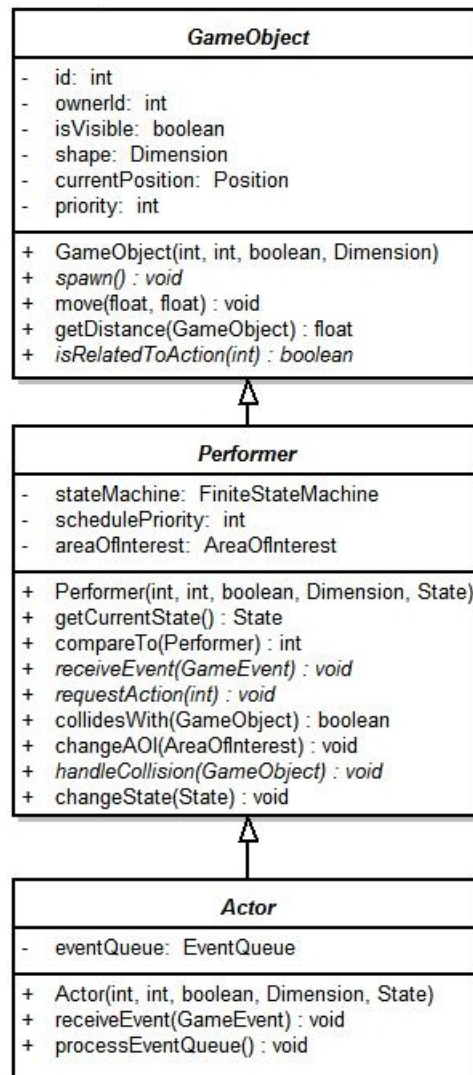 GameObject
- id: int
- ownerId: int
- isVisible: boolean
- shape: Dimension
- currentPosition: Position
- priority: int
+ GameObject(int, int, boolean, Dimension)
+ spawn() : void
+ move(float, float) : void
+ getDistance(GameObject) : float
+ isRelatedToAction(int) : boolean
Performer
- stateMachine: FiniteStateMachine
- schedulePriority: int
- areaOfInterest: AreaOfInterest
+ Performer(int, int, boolean, Dimension, State)
+ getCurrentState() : State
+ compareTo(Performer) : int
+ receiveEvent(GameEvent) : void
+ requestAction(int) : void
+ collidesWith(GameObject) : boolean
+ changeAOI(AreaOfInterest) : void
+ handleCollision(GameObject) : void
+ changeState(State) : void
Actor
- eventQueue: EventQueue
+ Actor(int, int, boolean, Dimension, State)
+ receiveEvent(GameEvent) : void
+ processEventQueue() : void